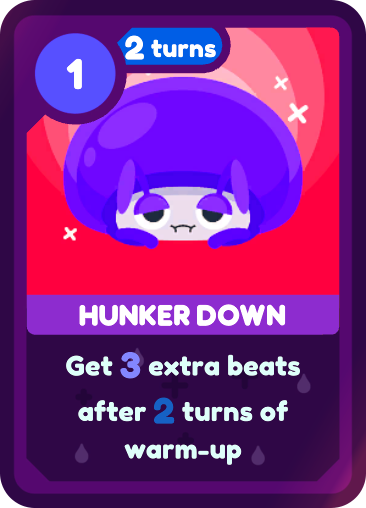 1
2 turns
HUNKER DOWN
Get 3 extra beats
after 2 turns of
warm-up